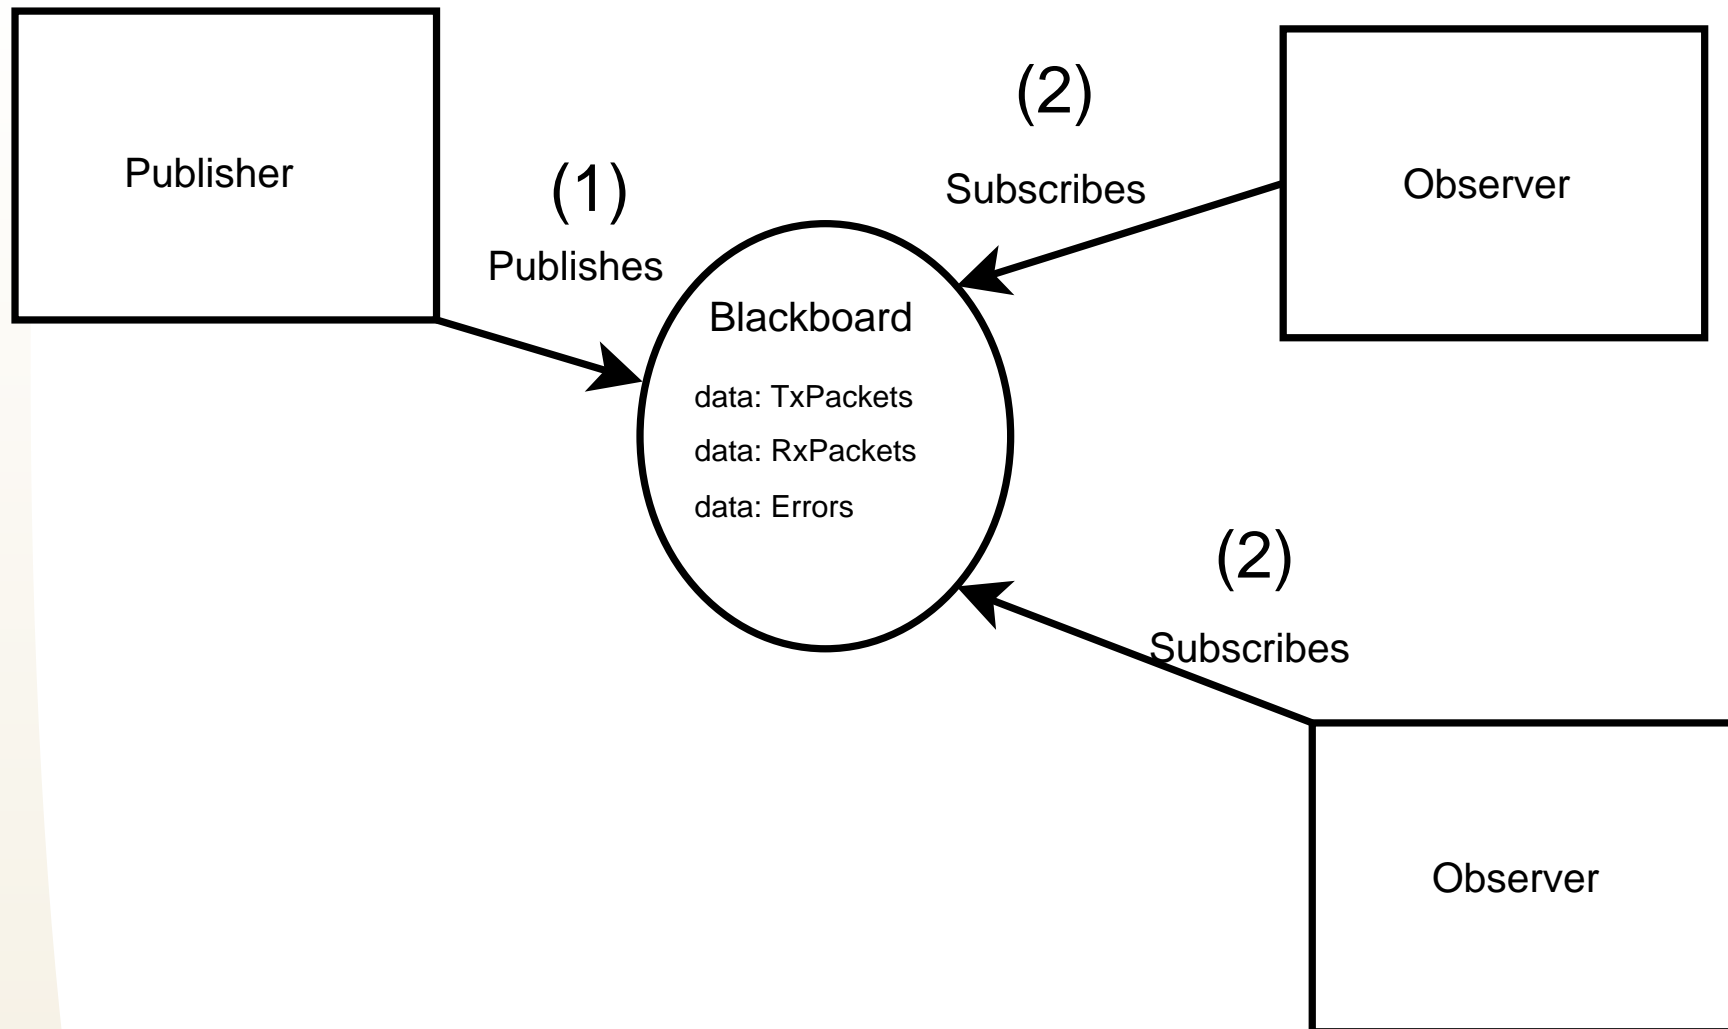 Publisher
(1)
Publishes
(2)
Subscribes
Observer
Blackboard
data: TxPackets
data: RxPackets
data: Errors
(2)
Subscribes
Observer